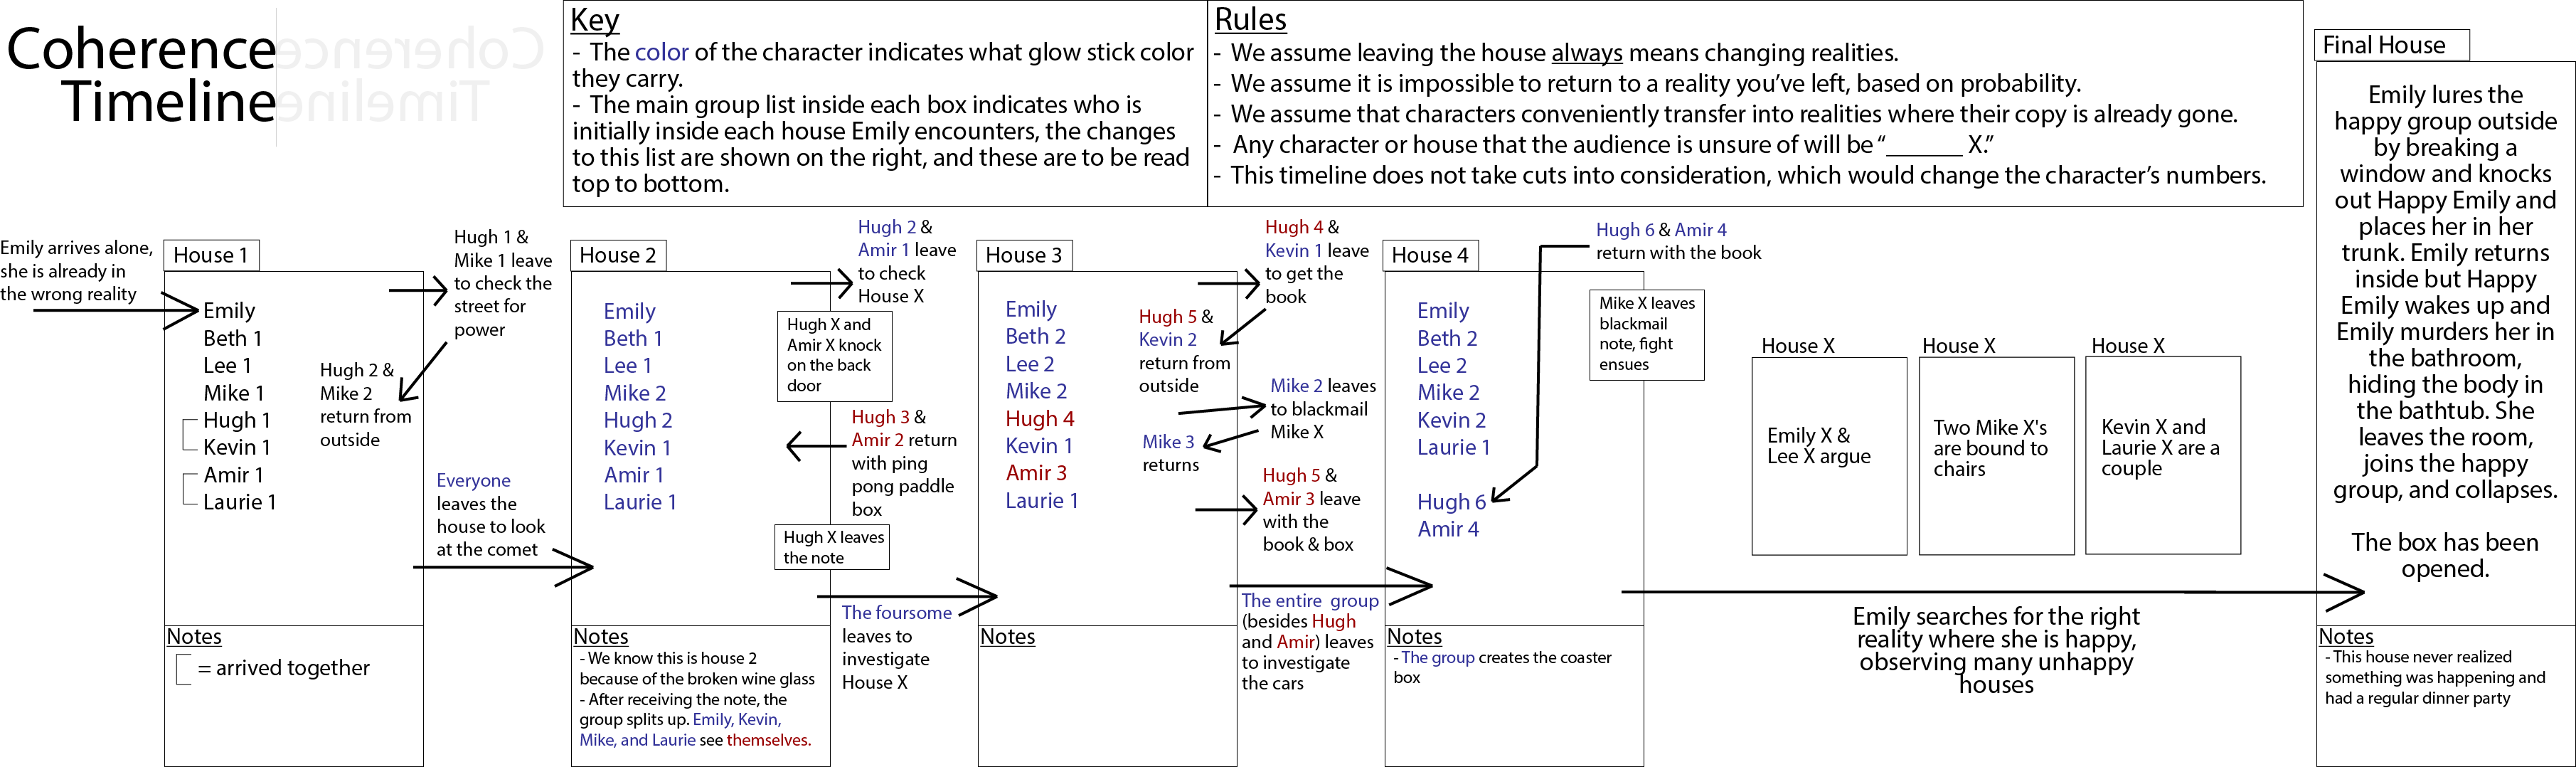 Coherence
Timeline
Coherence
Timeline
Key
- The color of the character indicates what glow stick color
they carry.
- The main group list inside each box indicates who is
initially inside each house Emily encounters, the changes
to this list are shown on the right, and these are to be read
top to bottom.
Rules
- We assume leaving the house always means changing realities.
- We assume it is impossible to return to a reality you've left, based on probability.
- We assume that characters conveniently transfer into realities where their copy is already gone.
- Any character or house that the audience is unsure of will be “______ X.”
- This timeline does not take cuts into consideration, which would change the character's numbers.
Emily arrives alone,
she is already in
the wrong reality
House 1
Emily
Beth 1
Lee 1
Mike 1
Hugh 1
Kevin 1
Amir 1
Laurie 1
Hugh 1 &
Mike 1 leave
to check the
street for
power
Hugh 2 &
Mike 2
return from
outside
Everyone
leaves the
house to look
at the comet
Notes
= arrived together
House 2
Emily
Beth 1
Lee 1
Mike 2
Hugh 2
Kevin 1
Amir 1
Laurie 1
Hugh 2 &
Amir 1 leave
to check
House X
Hugh X and
Amir X knock
on the back
door
Hugh 3 &
Amir 2 return
with ping
pong paddle
box
Hugh X leaves
the note
The foursome
leaves to
investigate
House X
Notes
- We know this is house 2
because of the broken wine glass
- After receiving the note, the
group splits up. Emily, Kevin,
Mike, and Laurie see themselves.
House 3
Emily
Beth 2
Lee 2
Mike 2
Hugh 4
Kevin 1
Amir 3
Laurie 1
Hugh 4 &
Kevin 1 leave
to get the
book
Hugh 5 &
Kevin 2
return from
outside
Mike 2 leaves
to blackmail
Mike X
Mike 3
returns
Hugh 5 &
Amir 3 leave
with the
book & box
The entire group
(besides Hugh
and Amir) leaves
to investigate
the cars
Notes
House 4
Emily
Beth 2
Lee 2
Mike 2
Kevin 2
Laurie 1
Hugh 6
Amir 4
Hugh 6 & Amir 4
return with the book
Mike X leaves
blackmail
note, fight
ensues
Notes
- The group creates the coaster
box
House X
Emily X &
Lee X argue
House X
Two Mike X's
are bound to
chairs
House X
Kevin X and
Laurie X are a
couple
Emily searches for the right
reality where she is happy,
observing many unhappy
houses
Final House
Emily lures the
happy group outside
by breaking a
window and knocks
out Happy Emily and
places her in her
trunk. Emily returns
inside but Happy
Emily wakes up and
Emily murders her in
the bathroom,
hiding the body in
the bathtub. She
leaves the room,
joins the happy
group, and collapses.
The box has been
opened.
Notes
- This house never realized
something was happening and
had a regular dinner party